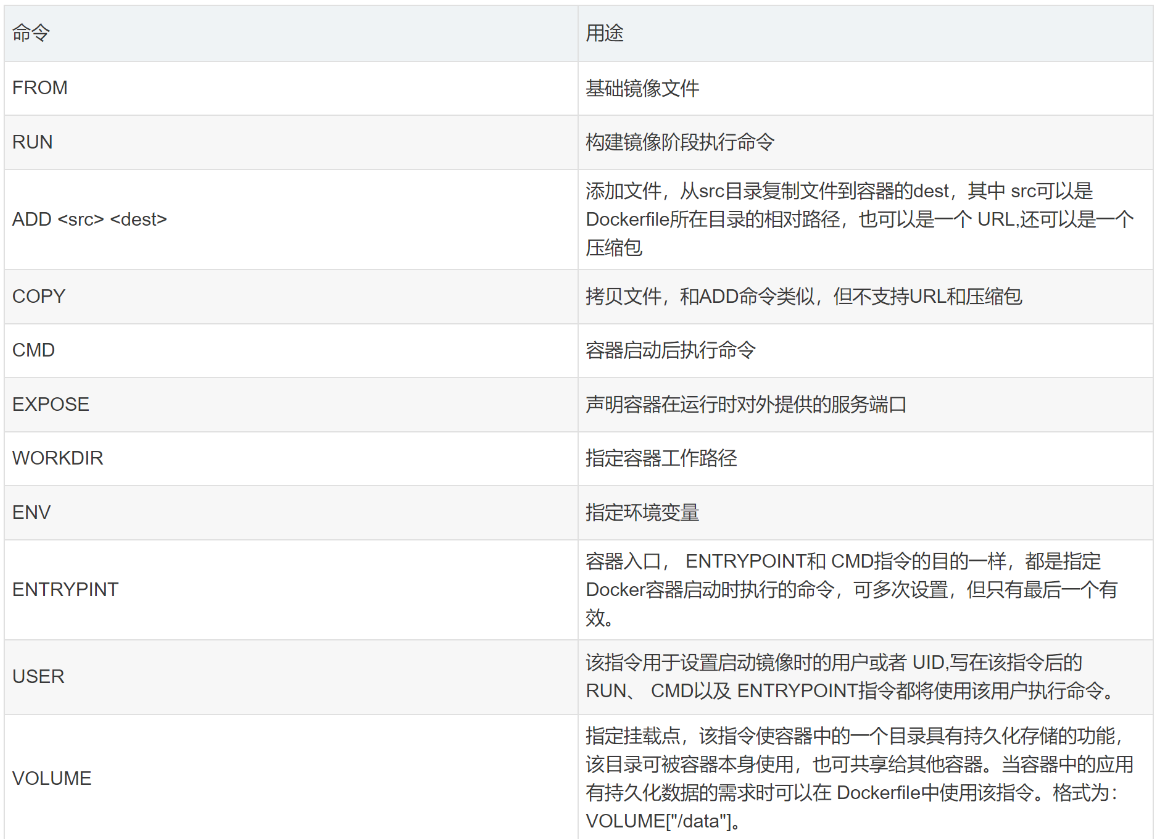 命令
用途
FROM
基础镜像文件
RUN
构建镜像阶段执行命令
ADD <src> <dest>
添加文件，从src目录复制文件到容器的dest，其中 src可以是
Dockerfile所在目录的相对路径，也可以是一个 URL,还可以是一个
压缩包
COPY
拷贝文件，和ADD命令类似，但不支持URL和压缩包
CMD
容器启动后执行命令
EXPOSE
声明容器在运行时对外提供的服务端口
WORKDIR
指定容器工作路径
ENV
指定环境变量
ENTRYPINT
容器入口， ENTRYPOINT和 CMD指令的目的一样，都是指定
Docker容器启动时执行的命令，可多次设置，但只有最后一个有
效。
USER
该指令用于设置启动镜像时的用户或者 UID,写在该指令后的
RUN、 CMD以及 ENTRYPOINT指令都将使用该用户执行命令。
VOLUME
指定挂载点，该指令使容器中的一个目录具有持久化存储的功能，
该目录可被容器本身使用，也可共享给其他容器。当容器中的应用
有持久化数据的需求时可以在 Dockerfile中使用该指令。格式为：
VOLUME["/data"]。